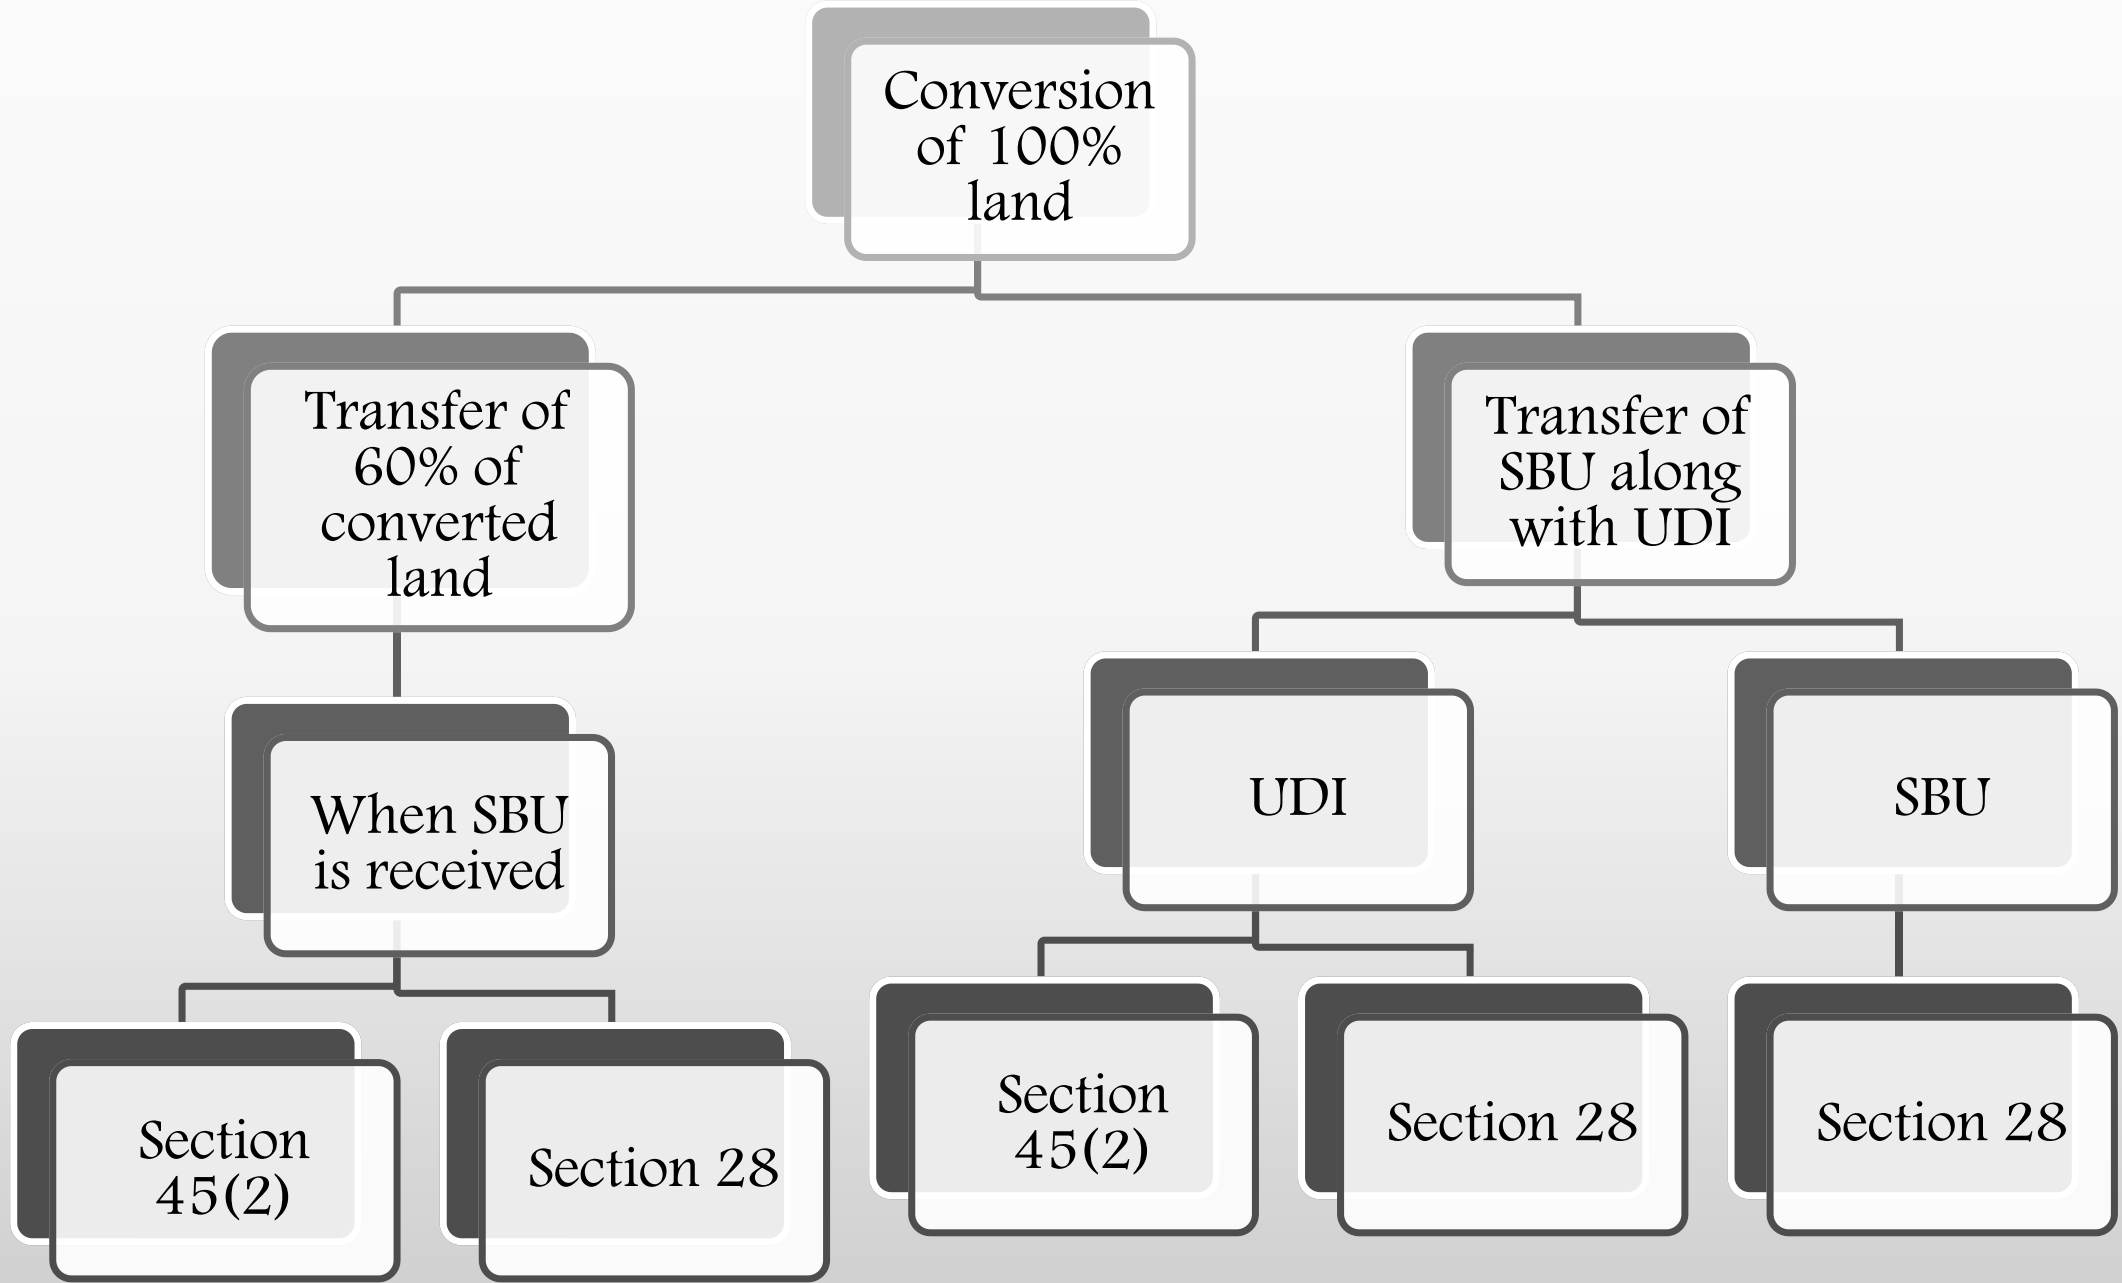 Conversion
of 100%
land
Transfer of
60% of
converted
land
Transfer of
SBU along
with UDI
When SBU
is received
UDI
SBU
Section
45(2)
Section 28
Section
45(2)
Section 28
Section 28